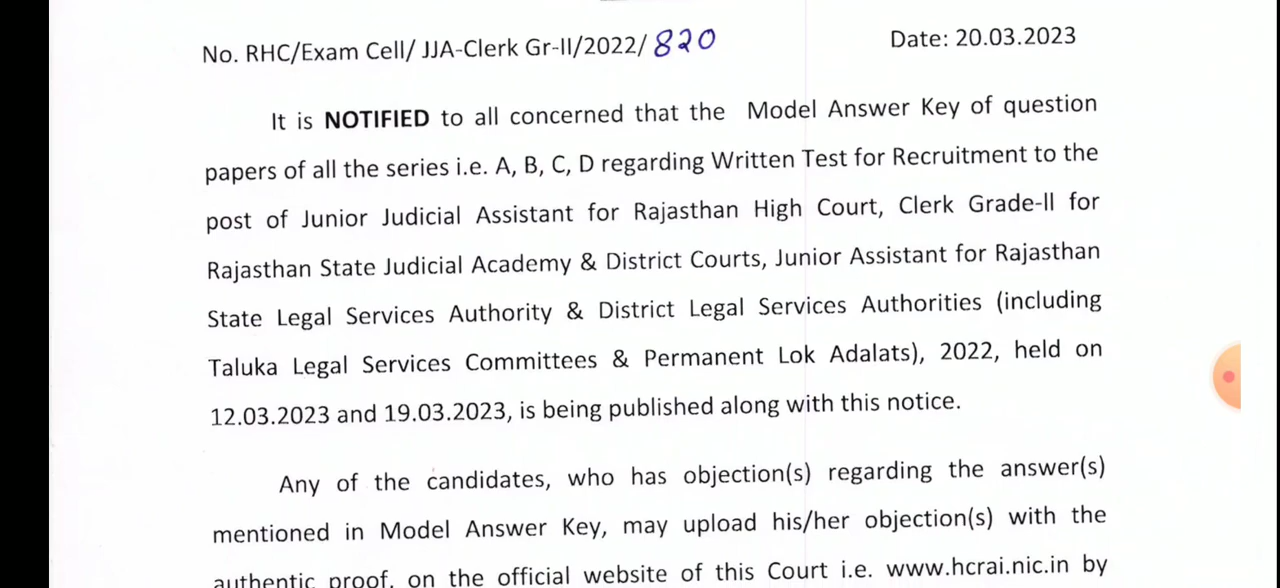 No. RHC/Exam Cell/ JJA-Clerk Gr-II/2022/ 820 Date: 20.03.2023
It is NOTIFIED to all concerned that the Model Answer Key of question
papers of all the series i.e. A, B, C, D regarding Written Test for Recruitment to the
post of Junior Judicial Assistant for Rajasthan High Court, Clerk Grade-II for
Rajasthan State Judicial Academy & District Courts, Junior Assistant for Rajasthan
State Legal Services Authority & District Legal Services Authorities (including
Taluka Legal Services Committees & Permanent Lok Adalats), 2022, held on
12.03.2023 and 19.03.2023, is being published along with this notice.
Any of the candidates, who has objection(s) regarding the answer(s)
mentioned in Model Answer Key, may upload his/her objection(s) with the
authentic proof, on the official website of this Court i.e. www.hcraj.nic.in by